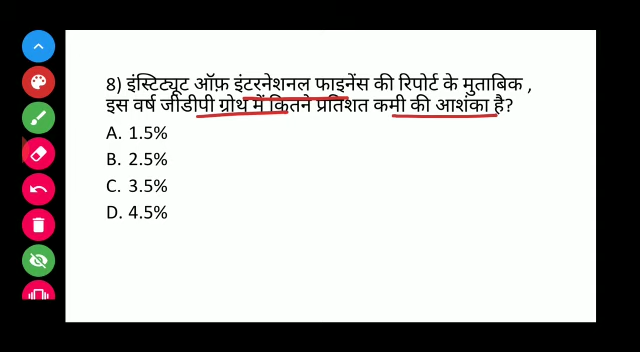 8) इंस्टिट्यूट ऑफ़ इंटरनेशनल फाइनेंस की रिपोर्ट के मुताबिक ,
इस वर्ष जीडीपी ग्रोथ में कितने प्रतिशत कमी की आशंका है?
A. 1.5%
B. 2.5%
C. 3.5%
D. 4.5%